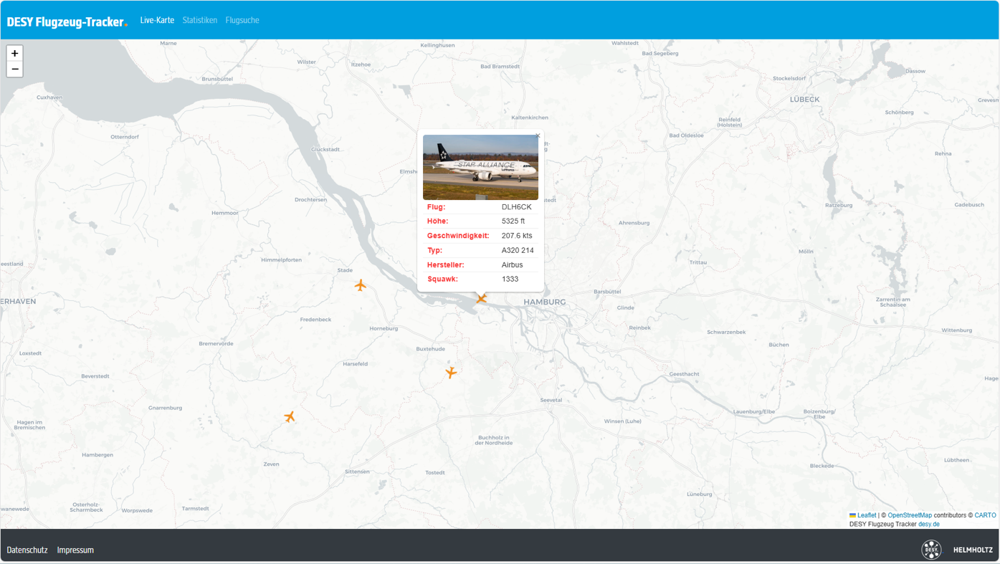 DESY Flugzeug-Tracker.
Live-Karte
Statistiken
Flugsuche
+
−
Marne
Kellinghusen
Wahlstedt
Bad Segeberg
Wilster
Itzehoe
Bad Bramstedt
Dassow
Brunsbüttel
Stockelsdorf
Cuxhaven
LÜBECK
Grevesm
Kaltenkirchen
Schönberg
Reinfeld
(Holstein)
Otterndorf
Bad Oldesloe
Glückstadt
Rehna
Elmsh
STAR ALLIANCE
Lufthansa
×
Drochtersen
Ratzeburg
Gadebusch
Hemmoor
Flug: DLH6CK
Höhe: 5325 ft
Geschwindigkeit: 207.6 kts
Typ: A320 214
Hersteller: Airbus
Squawk: 1333
Ahrensburg
Mölln
Himmelpforten
Trittau
eestland
Stade
Barsbüttel
ERHAVEN
HAMBURG
Zarrentin am
Schaalsee
Glinde
Fredenbeck
Horneburg
Reinbek
Schwarzenbek
Wittenburg
Bremervörde
Büchen
Buxtehude
Loxstedt
Harsefeld
Beverstedt
Geesthacht
Hage
Seevetal
Gnarrenburg
Lauenburg/Elbe
Boizenburg/
Elbe
Hagen im
Bremischen
Winsen (Luhe)
Buchholz in
der Nordheide
Hambergen
Lübtheen
Zeven
Bleckede
Sittensen
Tostedt
Lüneburg
wanewede
Osterholz-
Scharmbeck
Worpswede
Tarmstedt
Leaflet | © OpenStreetMap contributors © CARTO
DESY Flugzeug Tracker desy.de
Datenschutz
Impressum
DESY.
HELMHOLTZ